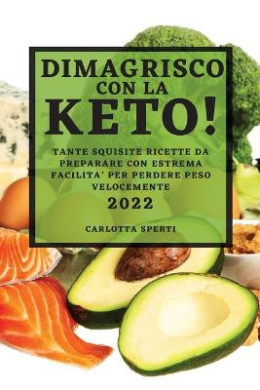 DIMAGRISCO
CON LA
KETO!
TANTE SQUISITE RICETTE DA
PREPARARE CON ESTREMA
FACILITA' PER PERDERE PESO
VELOCEMENTE
2022
CARLOTTA SPERTI